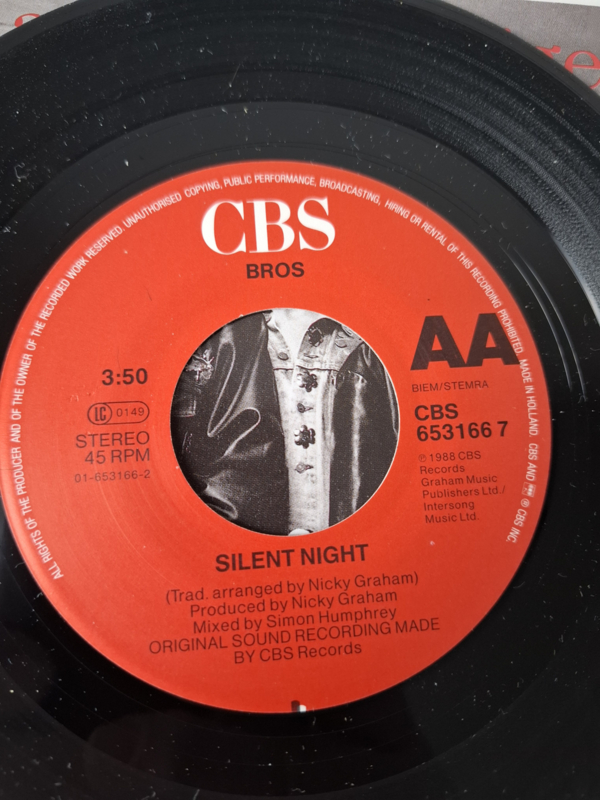 ge
ALL RIGHTS OF THE PRODUCER AND OF THE OWNER OF THE RECORDED WORK RESERVED. UNAUTHORISED COPYING, PUBLIC PERFORMANCE, BROADCASTING, HIRING OR RENTAL OF THIS RECORDING PROHIBITED. MADE IN HOLLAND. CBS AND ® CBS INC.
CBS
BROS
AA
BIEM/STEMRA
3:50
LC 0149
STEREO
45 RPM
01-653166-2
CBS
653166 7
℗ 1988 CBS
Records
Graham Music
Publishers Ltd./
Intersong
Music Ltd.
SILENT NIGHT
(Trad. arranged by Nicky Graham)
Produced by Nicky Graham
Mixed by Simon Humphrey
ORIGINAL SOUND RECORDING MADE
BY CBS Records